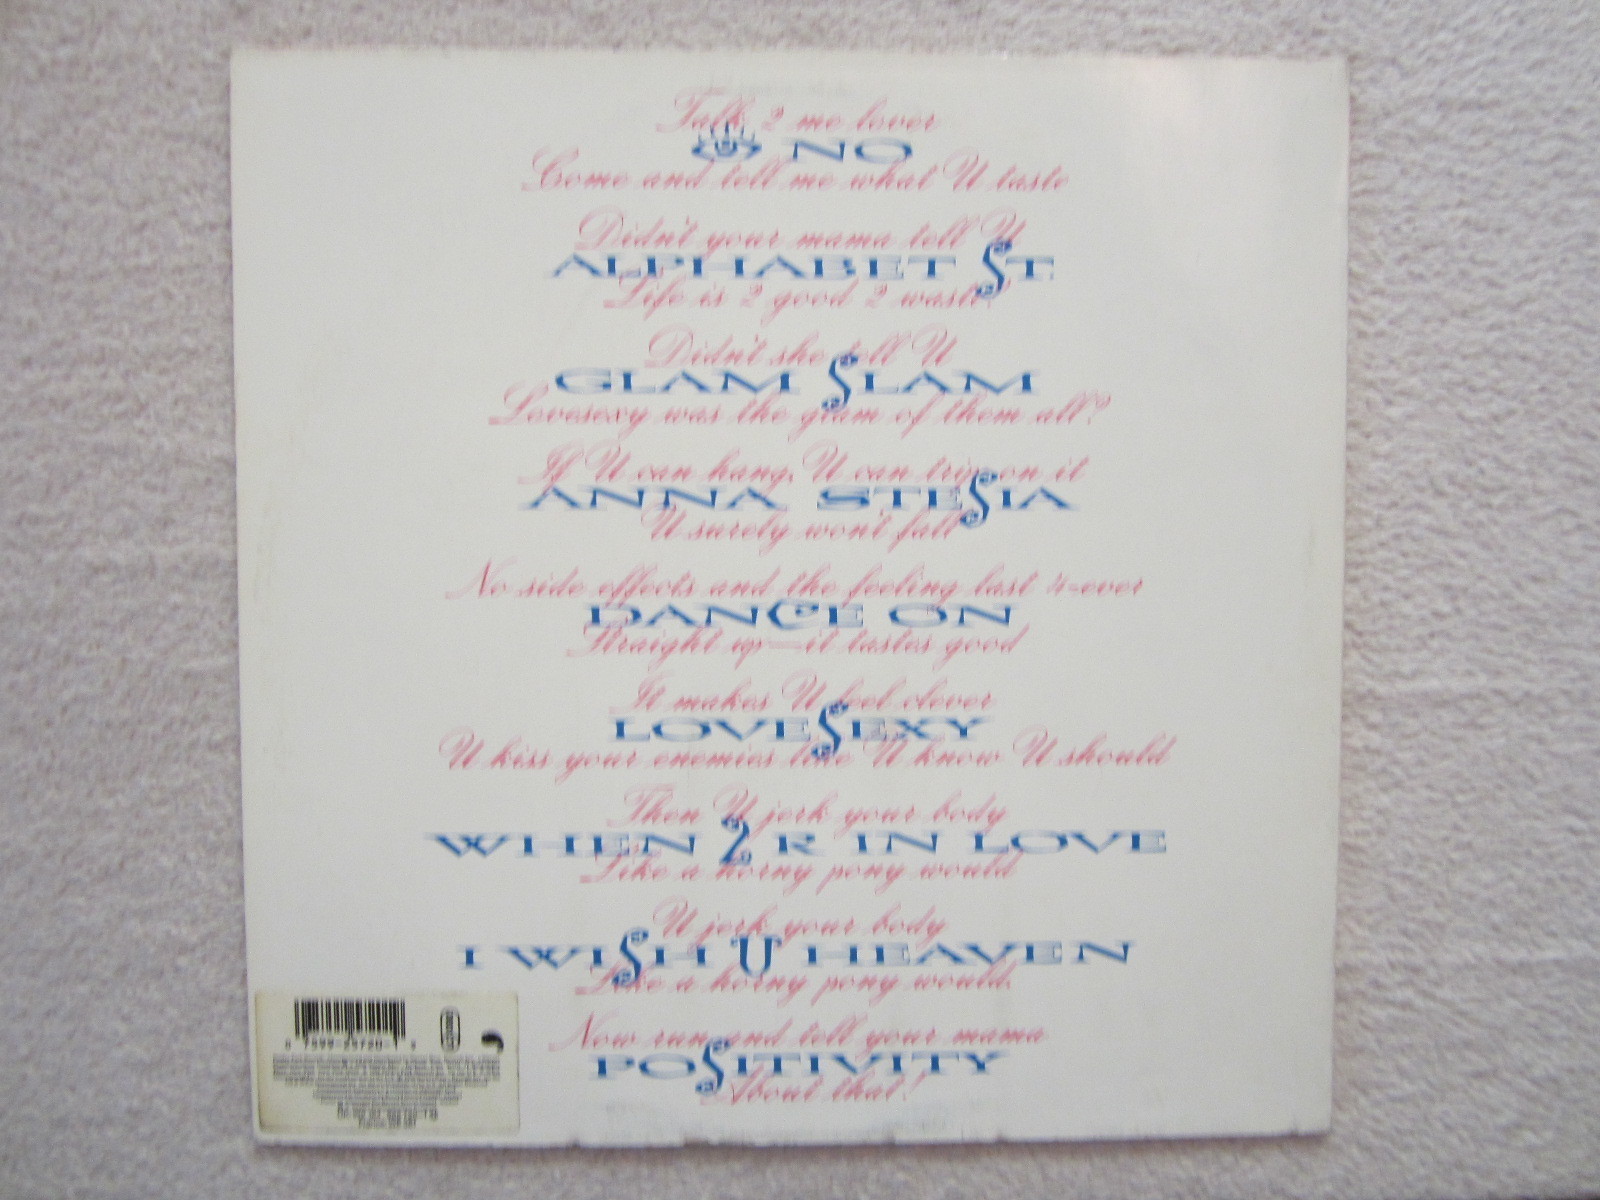 Talk 2 me lover
NO
Come and tell me what U taste
Didn't your mama tell U
ALPHABET ST.
Life is 2 good 2 waste?
Didn't she tell U
GLAM SLAM
Lovesexy was the glam of them all?
If U can hang, U can trip on it
ANNA STESIA
U surely won't fall
No side effects and the feeling last 4-ever
DANCE ON
Straight up—it tastes good
It makes U feel clever
LOVESEXY
U kiss your enemies like U know U should
Then U jerk your body
WHEN 2 R IN LOVE
Like a horny pony would
U jerk your body
I WISH U HEAVEN
Like a horny pony would.
Now run and tell your mama
POSITIVITY
About that!